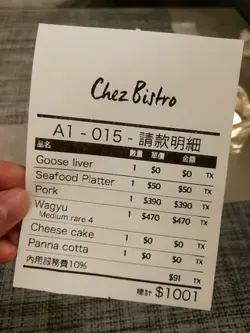 Chez Bistro
A1 - 015 - 請款明細
品名 數量 單價 金額
Goose liver 1 $0 $0 TX
Seafood Platter 1 $50 $50 TX
Pork 1 $390 $390 TX
Wagyu 1 $470 $470 TX
Medium rare 4
Cheese cake 1 $0 $0 TX
Panna cotta 1 $0 $0 TX
內用服務費10% $91 TX
總計 $1001